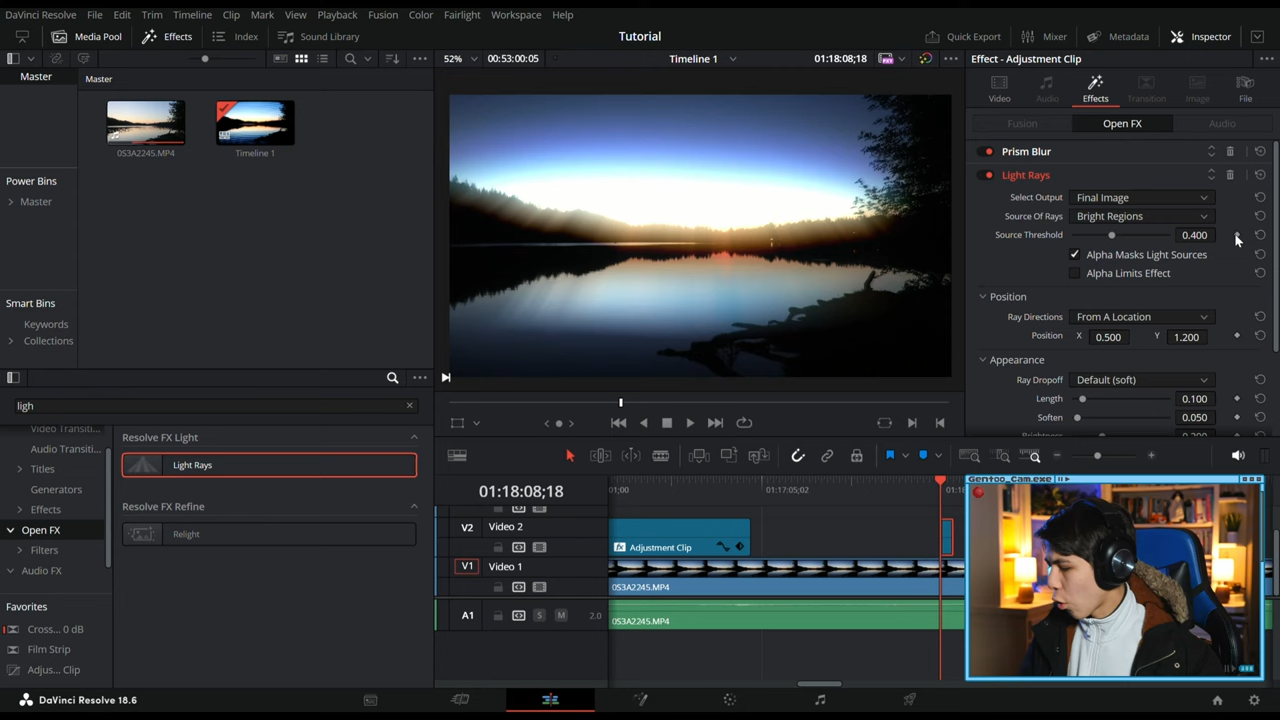 DaVinci Resolve File Edit Trim Timeline Clip Mark View Playback Fusion Color Fairlight Workspace Help
Media Pool Effects Index Sound Library Tutorial Quick Export Mixer Metadata Inspector
52% 00:53:00:05 Timeline 1 01:18:08;18 Effect - Adjustment Clip
Master Master
0S3A2245.MP4 Timeline 1
Power Bins
Master
Smart Bins
Keywords
Collections
Video Audio Effects Transition Image File
Fusion Open FX Audio
Prism Blur
Light Rays
Select Output Final Image
Source Of Rays Bright Regions
Source Threshold 0.400
Alpha Masks Light Sources
Alpha Limits Effect
Position
Ray Directions From A Location
Position X 0.500 Y 1.200
Appearance
Ray Dropoff Default (soft)
Length 0.100
Soften 0.050
ligh
Video Transiti...
Audio Transiti...
Titles
Generators
Effects
Open FX
Filters
Audio FX
Favorites
Cross... 0 dB
Film Strip
Adjus... Clip
Resolve FX Light
Light Rays
Resolve FX Refine
Relight
01:18:08;18 01:17:05;02
V2 Video 2
Adjustment Clip
V1 Video 1
0S3A2245.MP4
A1 S M 2.0
0S3A2245.MP4
Gentoo_Cam.exe
DaVinci Resolve 18.6